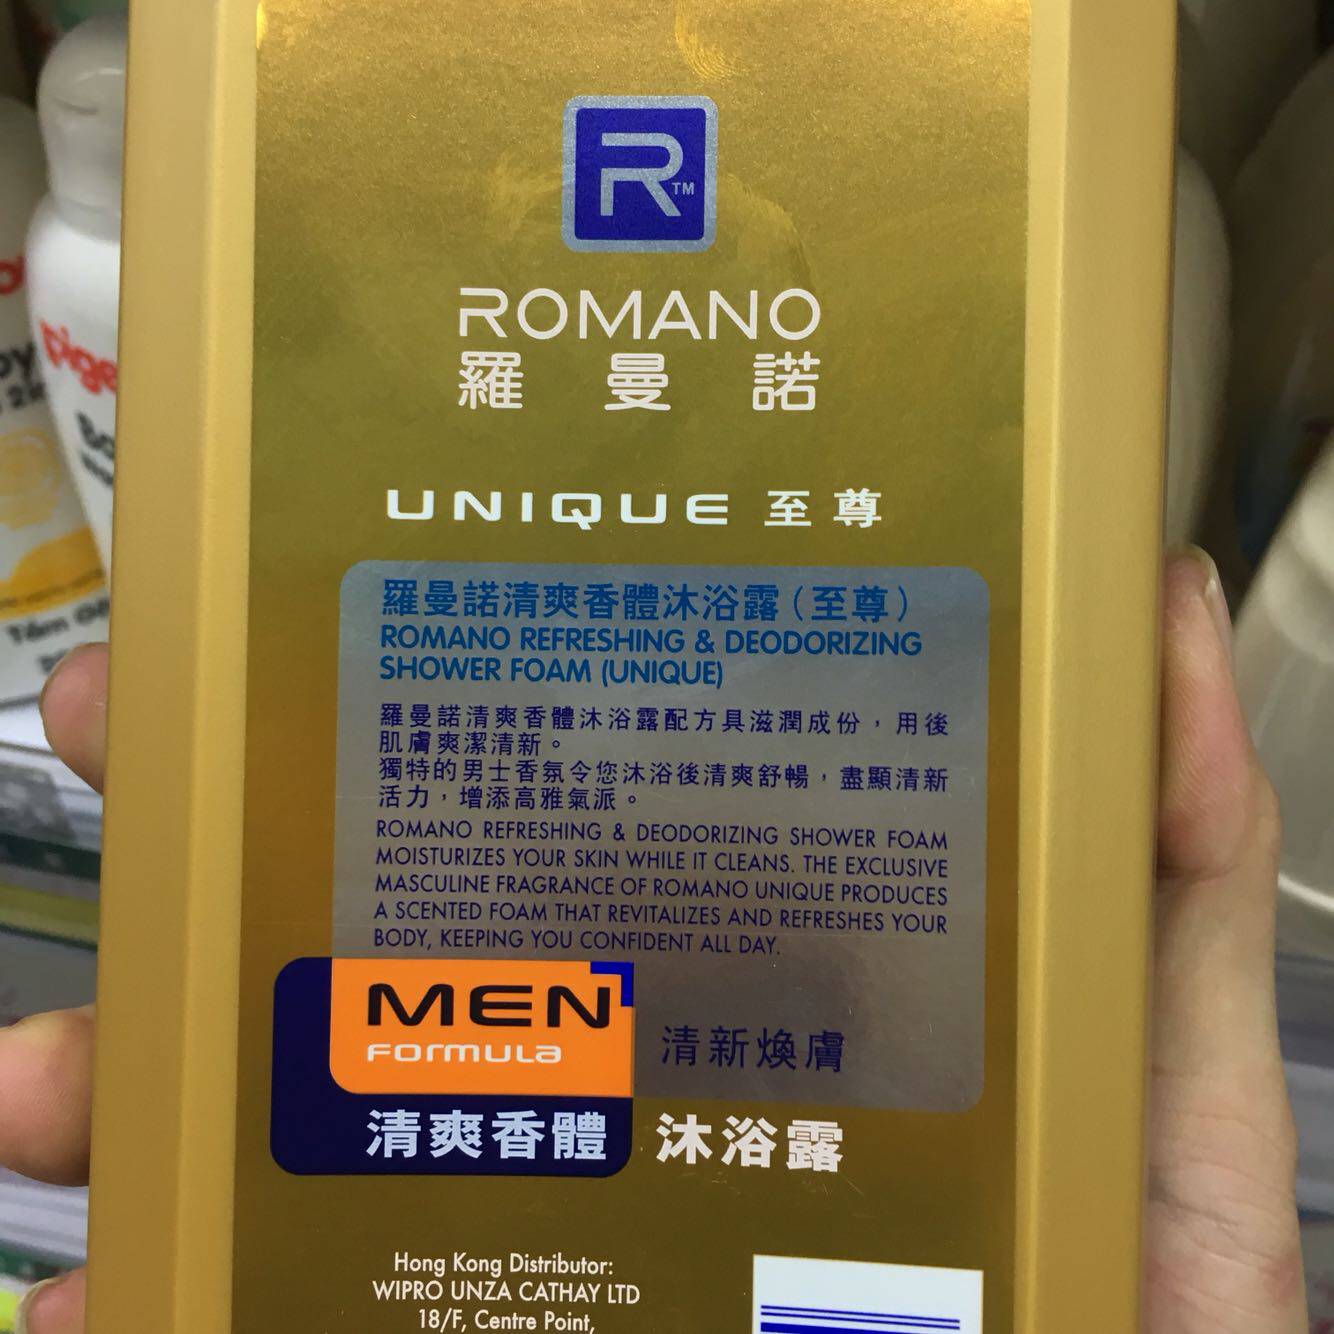 R™
ROMANO
羅曼諾
UNIQUE 至尊
羅曼諾清爽香體沐浴露（至尊）
ROMANO REFRESHING & DEODORIZING
SHOWER FOAM (UNIQUE)
羅曼諾清爽香體沐浴露配方具滋潤成份，用後
肌膚爽潔清新。
獨特的男士香氛令您沐浴後清爽舒暢，盡顯清新
活力，增添高雅氣派。
ROMANO REFRESHING & DEODORIZING SHOWER FOAM
MOISTURIZES YOUR SKIN WHILE IT CLEANS. THE EXCLUSIVE
MASCULINE FRAGRANCE OF ROMANO UNIQUE PRODUCES
A SCENTED FOAM THAT REVITALIZES AND REFRESHES YOUR
BODY, KEEPING YOU CONFIDENT ALL DAY.
MEN
FORMULA
清新煥膚
清爽香體 沐浴露
Hong Kong Distributor:
WIPRO UNZA CATHAY LTD
18/F, Centre Point,